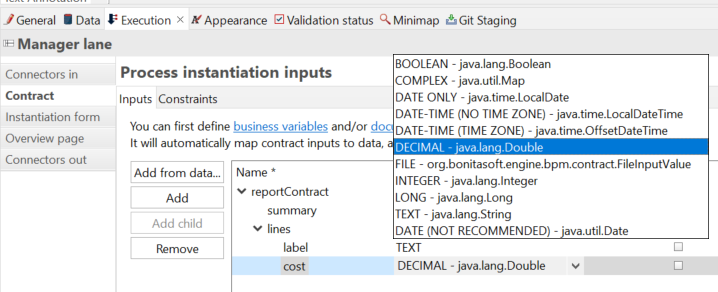 General Data Execution Appearance Validation status Minimap Git Staging
Manager lane
Connectors in
Contract
Instantiation form
Overview page
Connectors out
Process instantiation inputs
Inputs Constraints
You can first define business variables and/or doc
It will automatically map contract inputs to data, a
Add from data...
Add
Add child
Remove
Name *
reportContract
summary
lines
label TEXT
cost DECIMAL - java.lang.Double
BOOLEAN - java.lang.Boolean
COMPLEX - java.util.Map
DATE ONLY - java.time.LocalDate
DATE-TIME (NO TIME ZONE) - java.time.LocalDateTime
DATE-TIME (TIME ZONE) - java.time.OffsetDateTime
DECIMAL - java.lang.Double
FILE - org.bonitasoft.engine.bpm.contract.FileInputValue
INTEGER - java.lang.Integer
LONG - java.lang.Long
TEXT - java.lang.String
DATE (NOT RECOMMENDED) - java.util.Date